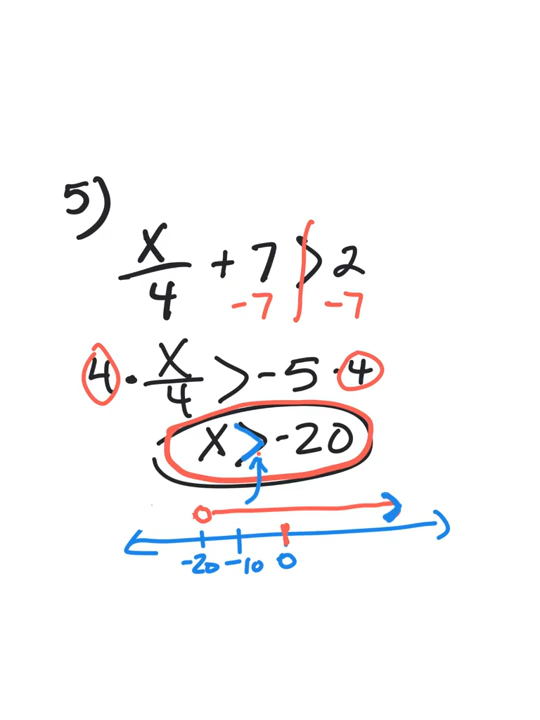 5)
x/4 + 7 > 2
-7 -7
4 · x/4 > -5 · 4
x > -20
-20 -10 0